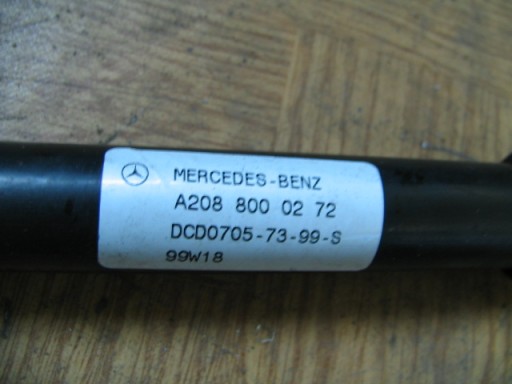 MERCEDES-BENZ
A208 800 02 72
DCD0705-73-99-S
99W18